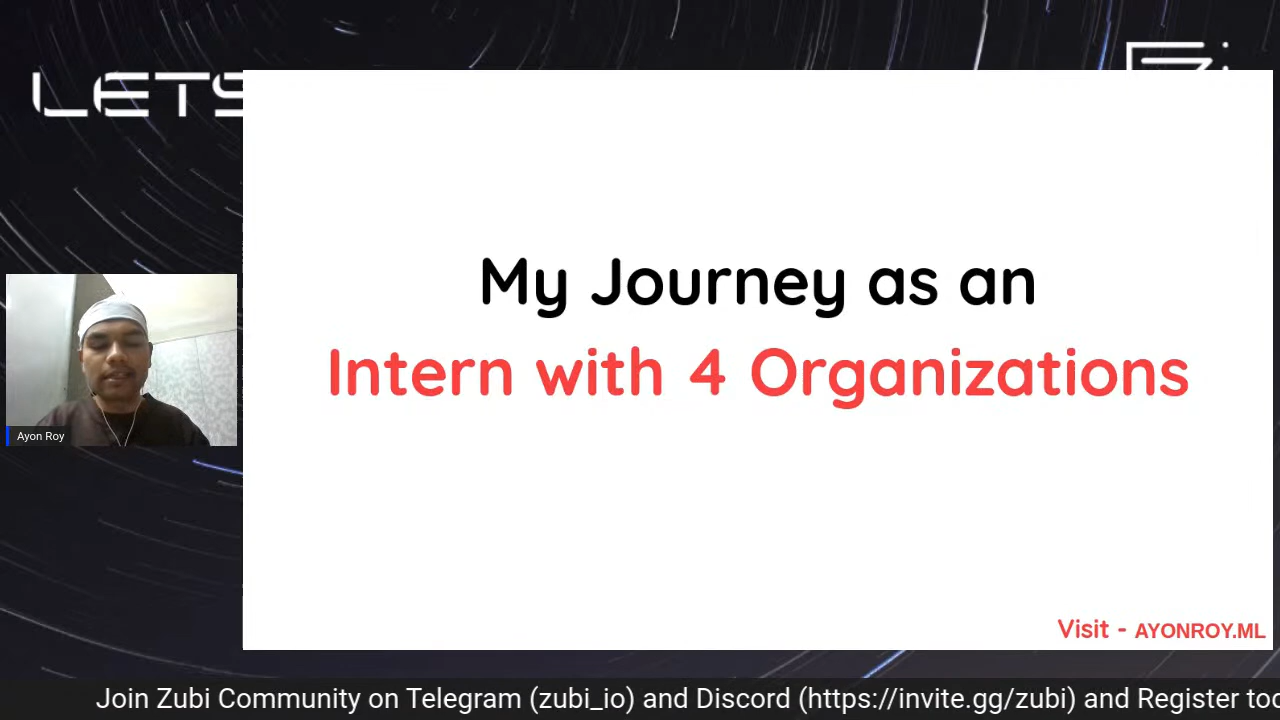 LETS
My Journey as an
Intern with 4 Organizations
Ayon Roy
Visit - AYONROY.ML
Join Zubi Community on Telegram (zubi_io) and Discord (https://invite.gg/zubi) and Register